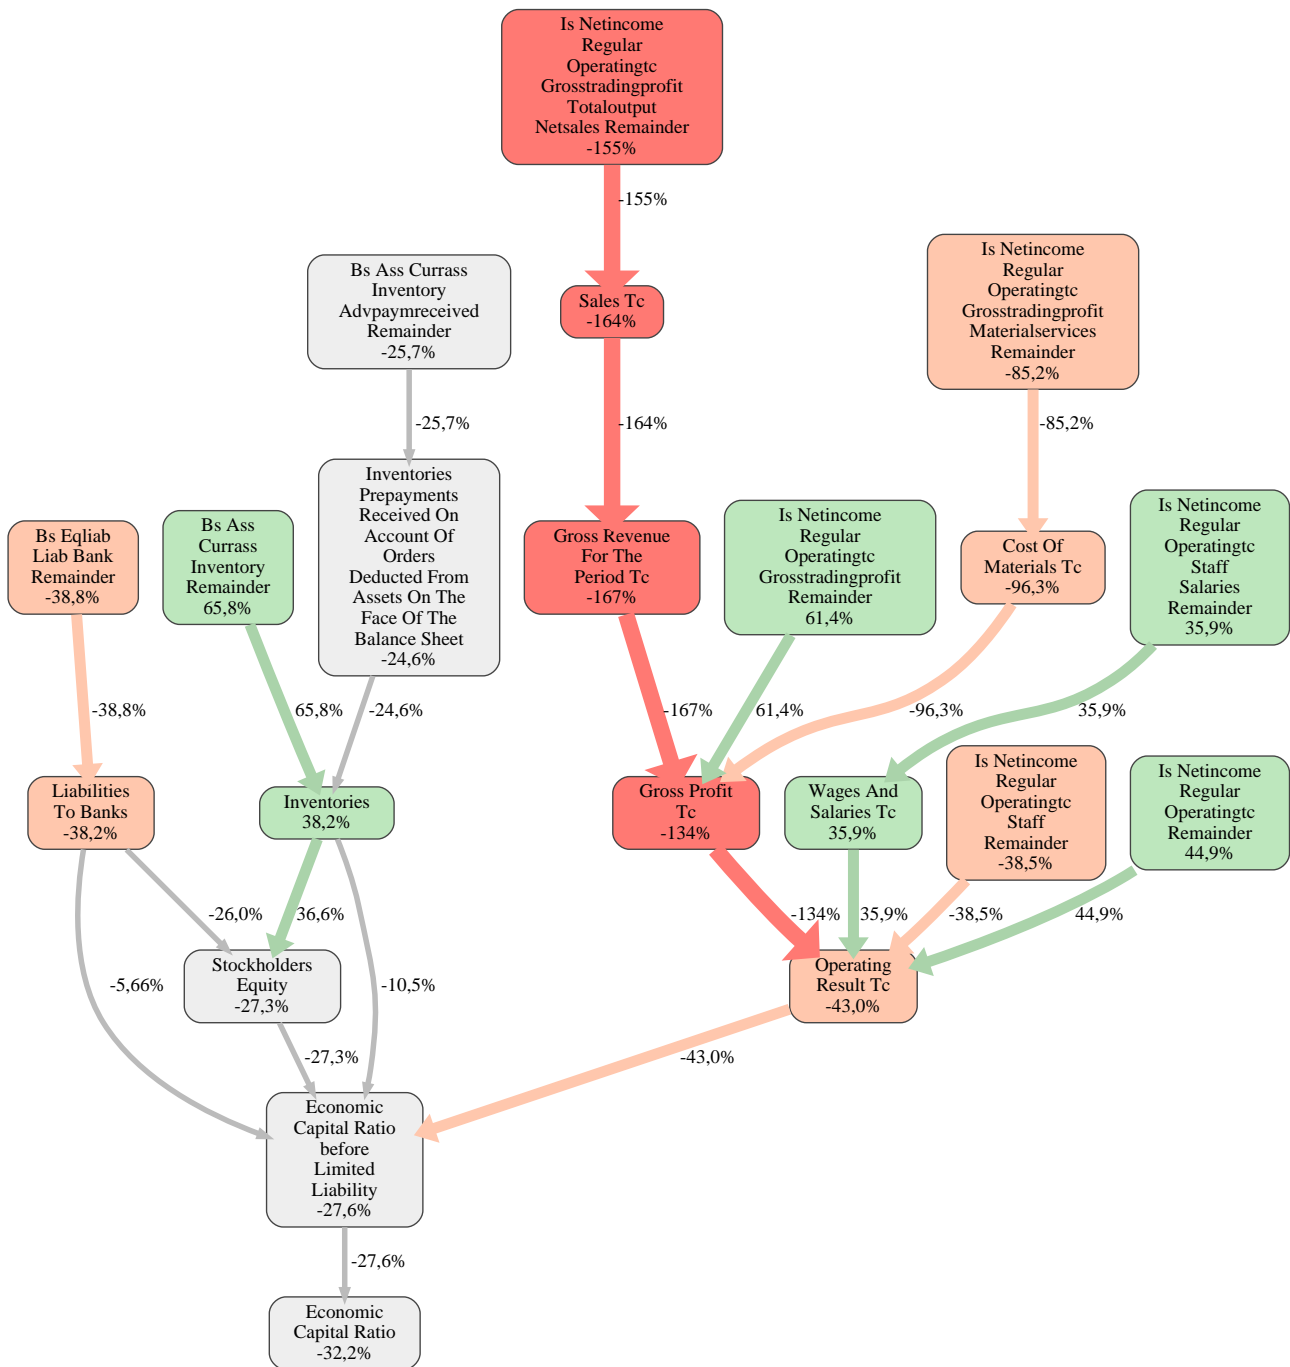 Is Netincome
Regular
Operatingtc
Grosstradingprofit
Totaloutput
Netsales Remainder
-155%
-155%
Bs Ass Currass
Inventory
Advpaymreceived
Remainder
-25,7%
Sales Tc
-164%
Is Netincome
Regular
Operatingtc
Grosstradingprofit
Materialservices
Remainder
-85,2%
-25,7%
-164%
-85,2%
Bs Eqliab
Liab Bank
Remainder
-38,8%
Bs Ass
Currass
Inventory
Remainder
65,8%
Inventories
Prepayments
Received On
Account Of
Orders
Deducted From
Assets On The
Face Of The
Balance Sheet
-24,6%
Gross Revenue
For The
Period Tc
-167%
Is Netincome
Regular
Operatingtc
Grosstradingprofit
Remainder
61,4%
Cost Of
Materials Tc
-96,3%
Is Netincome
Regular
Operatingtc
Staff
Salaries
Remainder
35,9%
-38,8%
65,8%
-24,6%
-167%
61,4%
-96,3%
35,9%
Liabilities
To Banks
-38,2%
Inventories
38,2%
Gross Profit
Tc
-134%
Wages And
Salaries Tc
35,9%
Is Netincome
Regular
Operatingtc
Staff
Remainder
-38,5%
Is Netincome
Regular
Operatingtc
Remainder
44,9%
-26,0%
36,6%
-134%
35,9%
-38,5%
44,9%
-5,66%
Stockholders
Equity
-27,3%
-10,5%
Operating
Result Tc
-43,0%
-27,3%
-43,0%
Economic
Capital Ratio
before
Limited
Liability
-27,6%
-27,6%
Economic
Capital Ratio
-32,2%